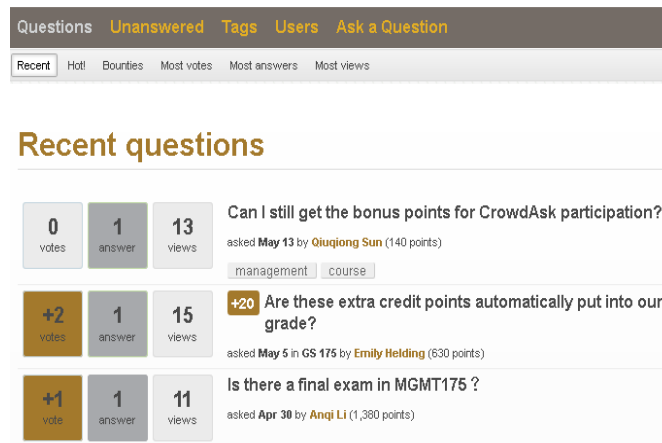 Questions Unanswered Tags Users Ask a Question
Recent Hot! Bounties Most votes Most answers Most views
Recent questions
0 votes 1 answer 13 views
Can I still get the bonus points for CrowdAsk participation?
asked May 13 by Qiuqiong Sun (140 points)
management course
+2 votes 1 answer 15 views
+20 Are these extra credit points automatically put into our
grade?
asked May 5 in GS 175 by Emily Helding (630 points)
+1 vote 1 answer 11 views
Is there a final exam in MGMT175 ?
asked Apr 30 by Anqi Li (1,380 points)